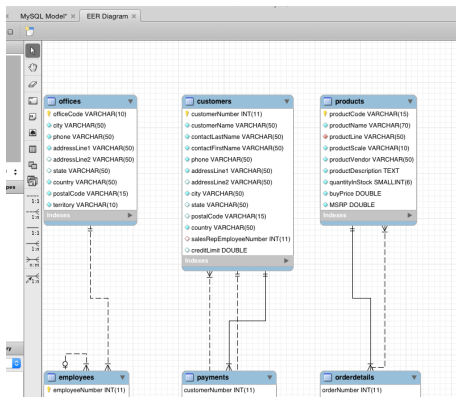 MySQL Model*
EER Diagram
offices
officeCode VARCHAR(10)
city VARCHAR(50)
phone VARCHAR(50)
addressLine1 VARCHAR(50)
addressLine2 VARCHAR(50)
state VARCHAR(50)
country VARCHAR(50)
postalCode VARCHAR(15)
territory VARCHAR(10)
Indexes
customers
customerNumber INT(11)
customerName VARCHAR(50)
contactLastName VARCHAR(50)
contactFirstName VARCHAR(50)
phone VARCHAR(50)
addressLine1 VARCHAR(50)
addressLine2 VARCHAR(50)
city VARCHAR(50)
state VARCHAR(50)
postalCode VARCHAR(15)
country VARCHAR(50)
salesRepEmployeeNumber INT(11)
creditLimit DOUBLE
Indexes
products
productCode VARCHAR(15)
productName VARCHAR(70)
productLine VARCHAR(50)
productScale VARCHAR(10)
productVendor VARCHAR(50)
productDescription TEXT
quantityInStock SMALLINT(6)
buyPrice DOUBLE
MSRP DOUBLE
Indexes
1:1
1:n
1:1
1:n
n:m
1:n
employees
employeeNumber INT(11)
payments
customerNumber INT(11)
orderdetails
orderNumber INT(11)